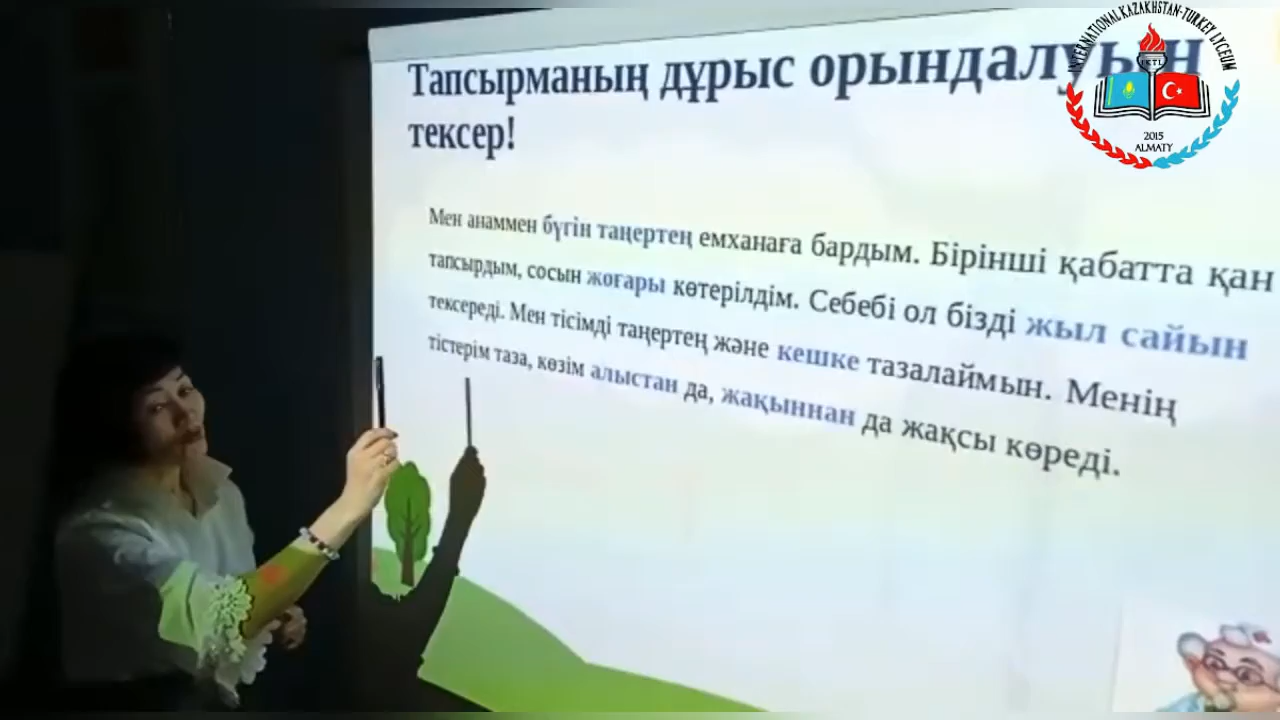 Тапсырманың дұрыс орындалуын
тексер!
Мен анаммен бүгін таңертең емханаға бардым. Бірінші қабатта қан
тапсырдым, сосын жоғары көтерілдім. Себебі ол бізді жыл сайын
тексереді. Мен тісімді таңертең және кешке тазалаймын. Менің
тістерім таза, көзім алыстан да, жақыннан да жақсы көреді.
INTERNATIONAL KAZAKHSTAN-TURKEY LYCEUM
IKTL
2015
ALMATY